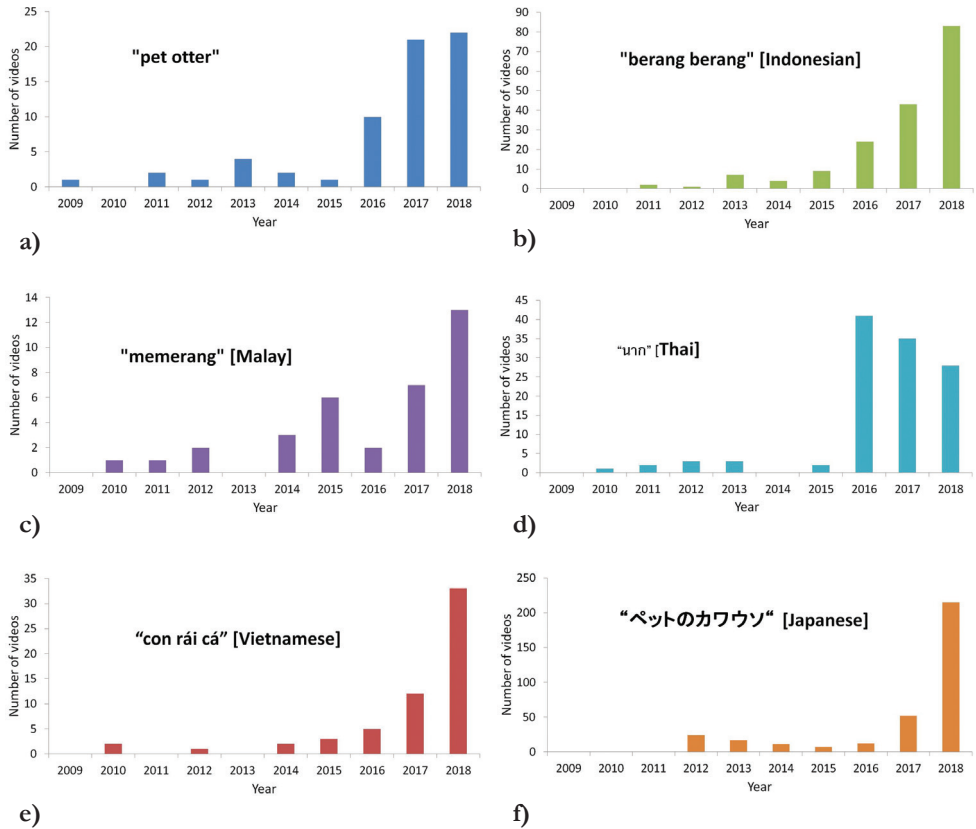 "pet otter"
Number of videos
25
20
15
10
5
0
2009 2010 2011 2012 2013 2014 2015 2016 2017 2018
Year
a)
"berang berang" [Indonesian]
Number of videos
90
80
70
60
50
40
30
20
10
0
2009 2010 2011 2012 2013 2014 2015 2016 2017 2018
Year
b)
"memerang" [Malay]
Number of videos
14
12
10
8
6
4
2
0
2009 2010 2011 2012 2013 2014 2015 2016 2017 2018
Year
c)
“นาก” [Thai]
Number of videos
45
40
35
30
25
20
15
10
5
0
2009 2010 2011 2012 2013 2014 2015 2016 2017 2018
Year
d)
“con rái cá” [Vietnamese]
Number of videos
35
30
25
20
15
10
5
0
2009 2010 2011 2012 2013 2014 2015 2016 2017 2018
Year
e)
“ペットのカワウソ“ [Japanese]
Number of videos
250
200
150
100
50
0
2009 2010 2011 2012 2013 2014 2015 2016 2017 2018
Year
f)